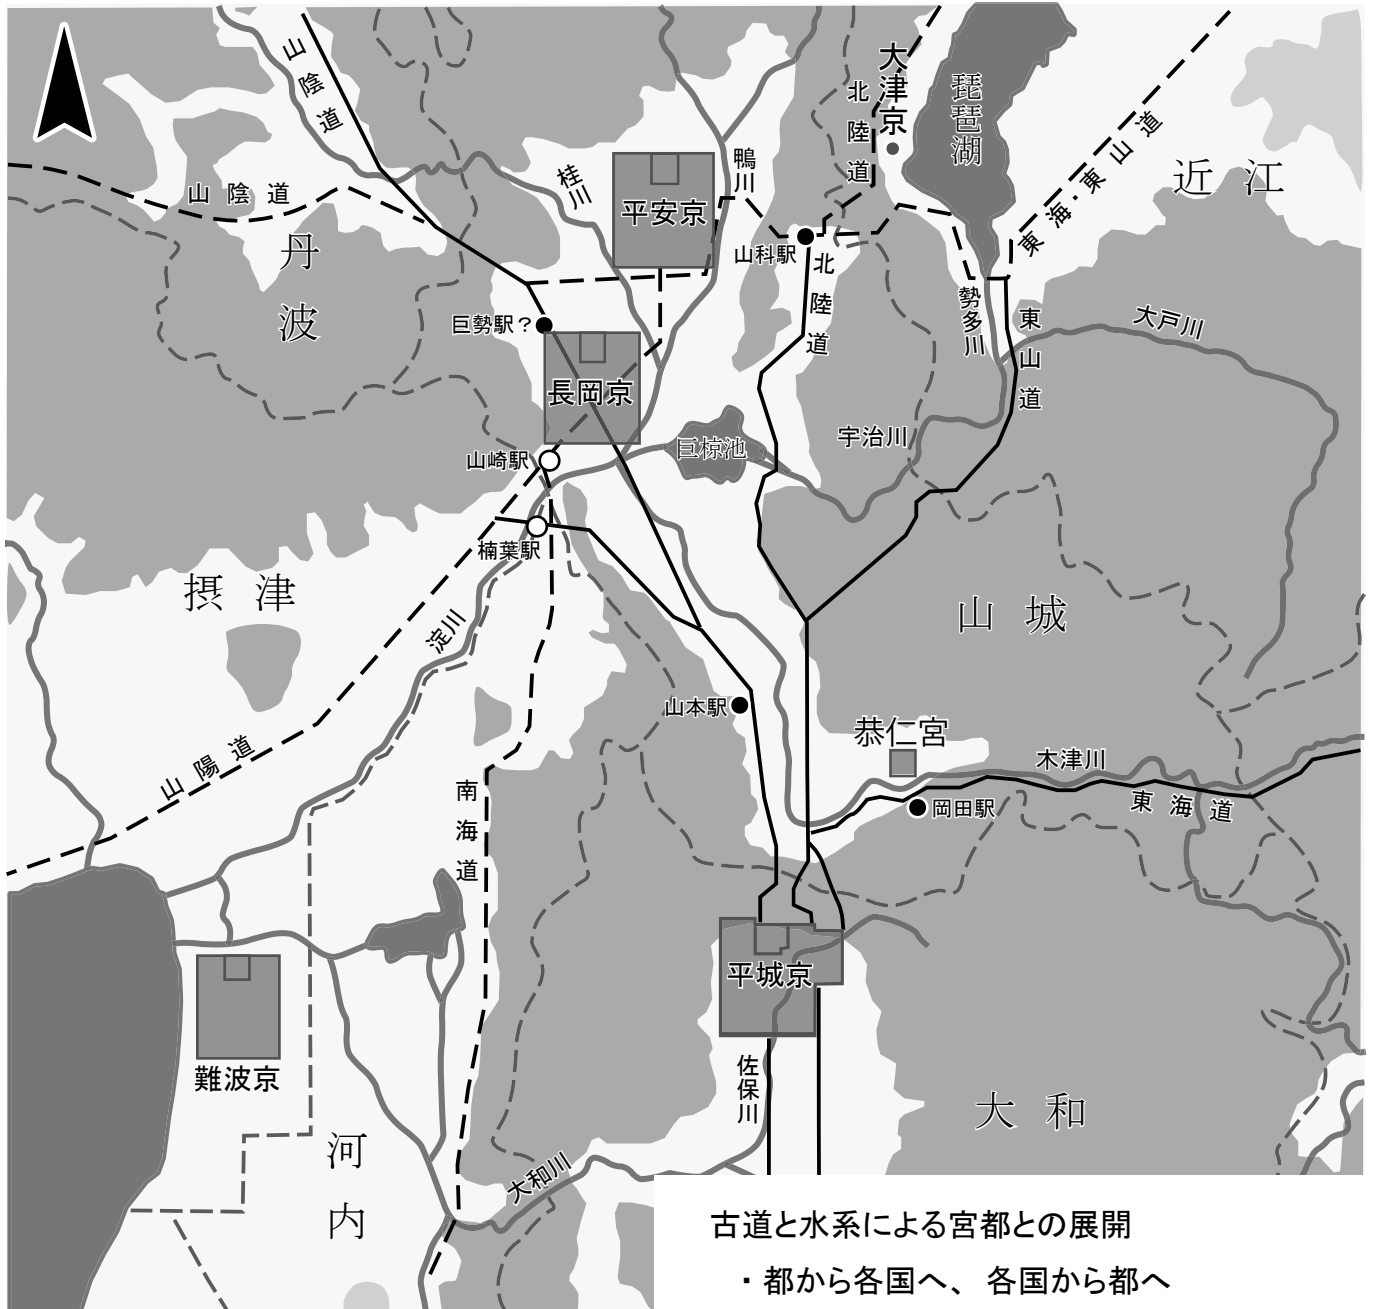 山陰道
大津京
北陸道
琵琶湖
東海・東山道
近江
山陰道
桂川
鴨川
平安京
丹波
山科駅
北陸道
勢多川
東山道
大戸川
巨勢駅？
長岡京
巨椋池
宇治川
山崎駅
楠葉駅
摂津
淀川
山城
山本駅
恭仁宮
山陽道
木津川
南海道
岡田駅
東海道
平城京
難波京
佐保川
大和
河内
大和川
古道と水系による宮都との展開
・都から各国へ、各国から都へ